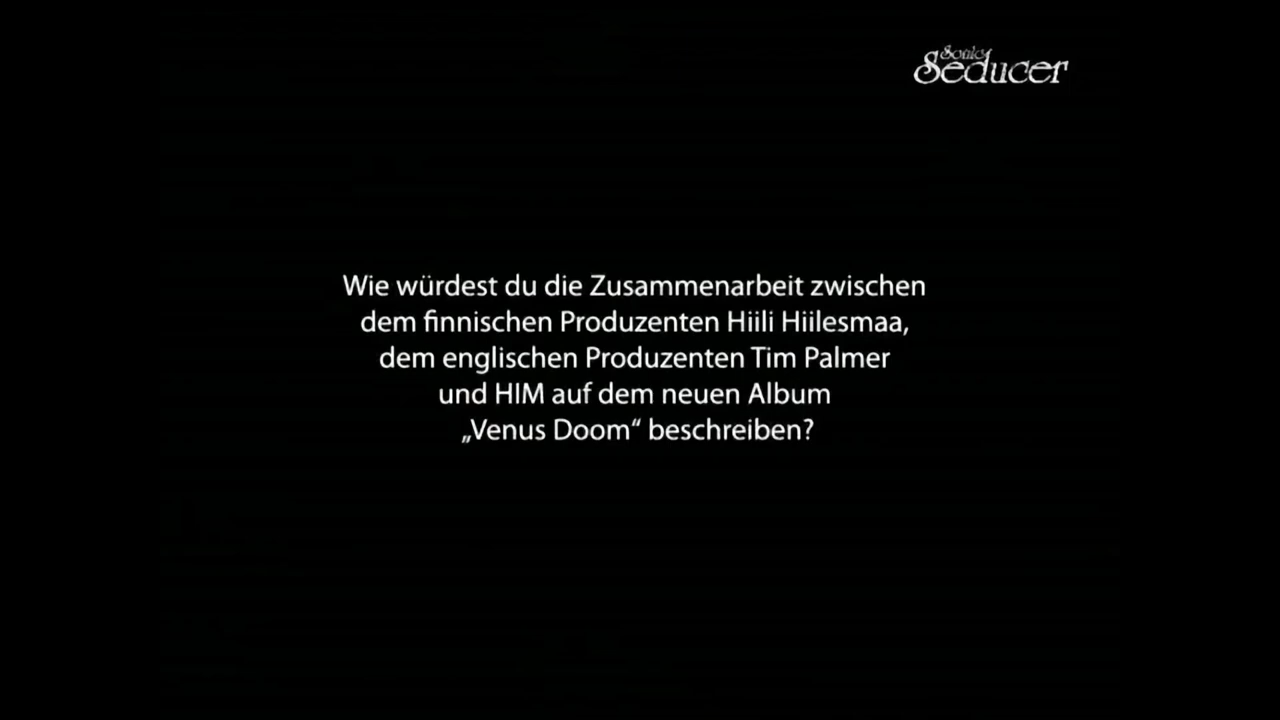 Sonic
Seducer
Wie würdest du die Zusammenarbeit zwischen
dem finnischen Produzenten Hiili Hiilesmaa,
dem englischen Produzenten Tim Palmer
und HIM auf dem neuen Album
„Venus Doom“ beschreiben?